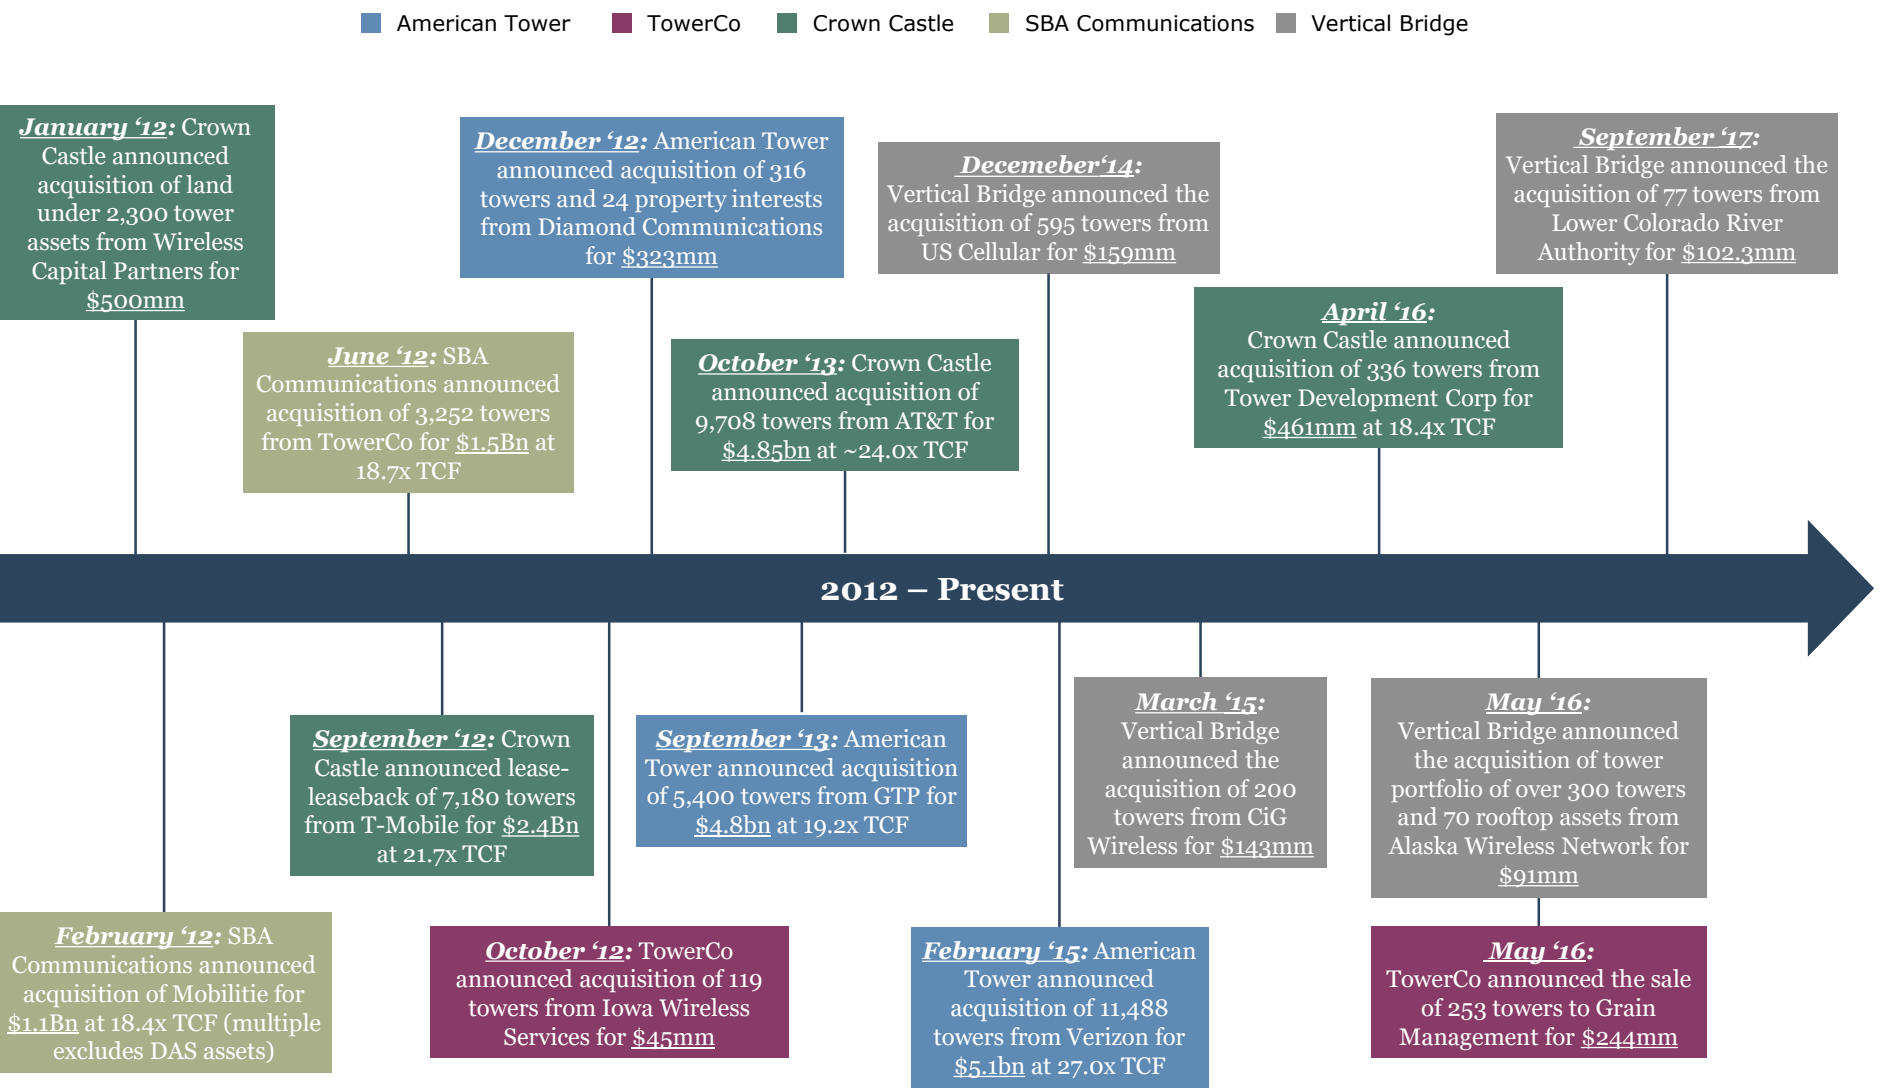 American Tower
TowerCo
Crown Castle
SBA Communications
Vertical Bridge
January ‘12: Crown
Castle announced
acquisition of land
under 2,300 tower
assets from Wireless
Capital Partners for
$500mm
June ‘12: SBA
Communications announced
acquisition of 3,252 towers
from TowerCo for $1.5Bn at
18.7x TCF
December ‘12: American Tower
announced acquisition of 316
towers and 24 property interests
from Diamond Communications
for $323mm
October ‘13: Crown Castle
announced acquisition of
9,708 towers from AT&T for
$4.85bn at ~24.0x TCF
Decemeber‘14:
Vertical Bridge announced the
acquisition of 595 towers from
US Cellular for $159mm
April ‘16:
Crown Castle announced
acquisition of 336 towers from
Tower Development Corp for
$461mm at 18.4x TCF
September ‘17:
Vertical Bridge announced the
acquisition of 77 towers from
Lower Colorado River
Authority for $102.3mm
2012 – Present
February ‘12: SBA
Communications announced
acquisition of Mobilitie for
$1.1Bn at 18.4x TCF (multiple
excludes DAS assets)
September ‘12: Crown
Castle announced lease-
leaseback of 7,180 towers
from T-Mobile for $2.4Bn
at 21.7x TCF
October ‘12: TowerCo
announced acquisition of 119
towers from Iowa Wireless
Services for $45mm
September ‘13: American
Tower announced acquisition
of 5,400 towers from GTP for
$4.8bn at 19.2x TCF
February ‘15: American
Tower announced
acquisition of 11,488
towers from Verizon for
$5.1bn at 27.0x TCF
March ‘15:
Vertical Bridge
announced the
acquisition of 200
towers from CiG
Wireless for $143mm
May ‘16:
Vertical Bridge announced
the acquisition of tower
portfolio of over 300 towers
and 70 rooftop assets from
Alaska Wireless Network for
$91mm
May ‘16:
TowerCo announced the sale
of 253 towers to Grain
Management for $244mm